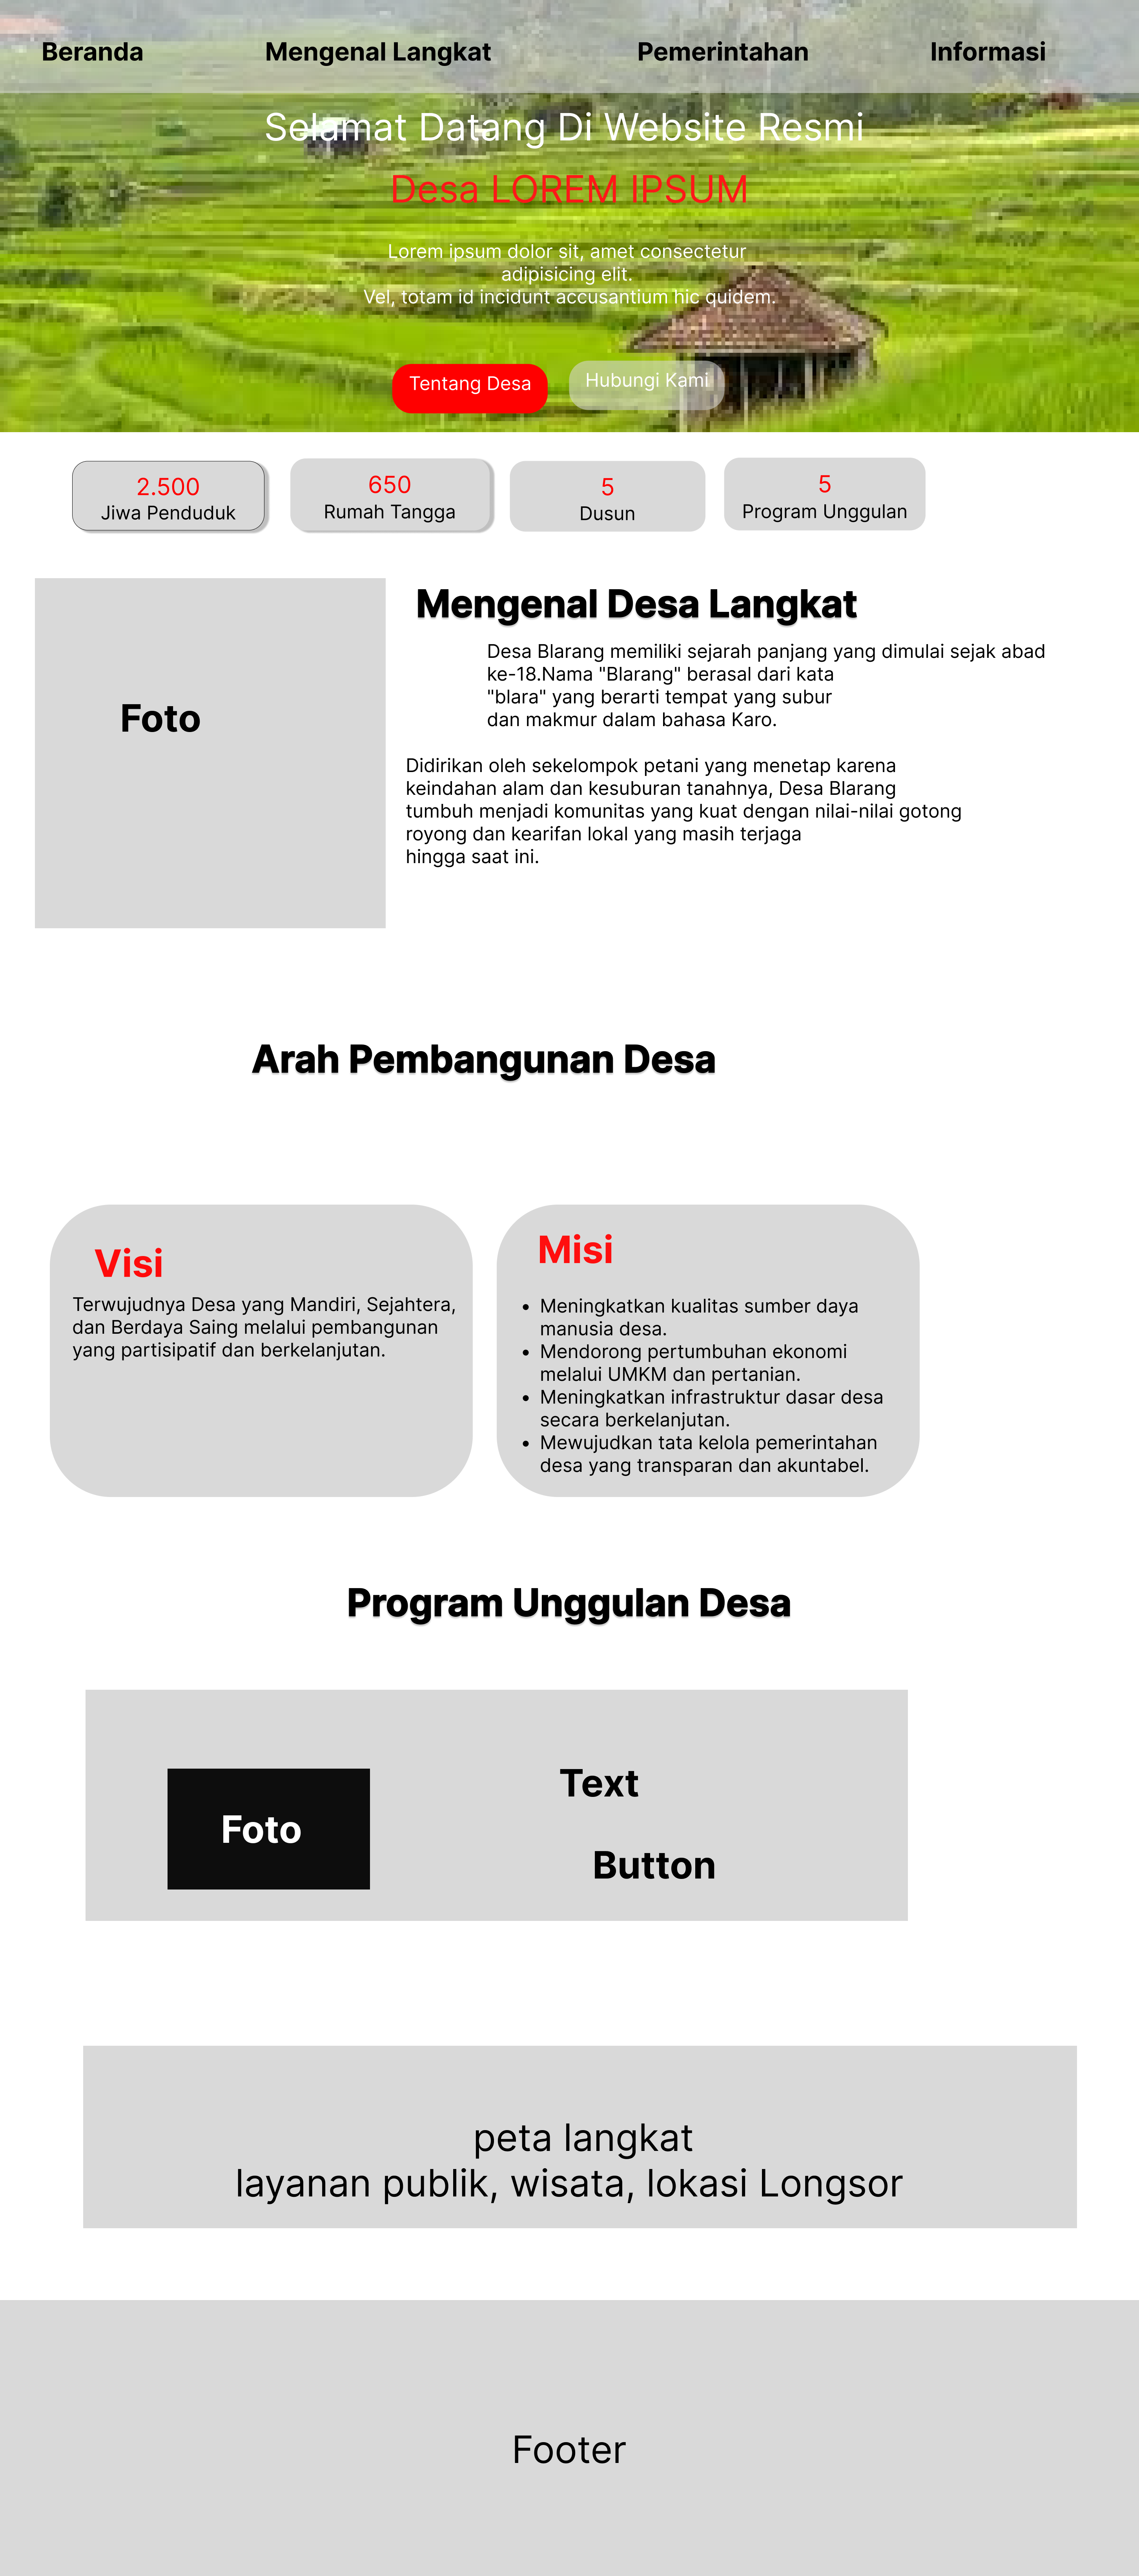 Beranda Mengenal Langkat Pemerintahan Informasi
Selamat Datang Di Website Resmi
Desa LOREM IPSUM
Lorem ipsum dolor sit, amet consectetur
adipisicing elit.
Vel, totam id incidunt accusantium hic quidem.
Tentang Desa Hubungi Kami
2.500
Jiwa Penduduk
650
Rumah Tangga
5
Dusun
5
Program Unggulan
Foto
Mengenal Desa Langkat
Desa Blarang memiliki sejarah panjang yang dimulai sejak abad
ke-18.Nama "Blarang" berasal dari kata
"blara" yang berarti tempat yang subur
dan makmur dalam bahasa Karo.
Didirikan oleh sekelompok petani yang menetap karena
keindahan alam dan kesuburan tanahnya, Desa Blarang
tumbuh menjadi komunitas yang kuat dengan nilai-nilai gotong
royong dan kearifan lokal yang masih terjaga
hingga saat ini.
Arah Pembangunan Desa
Visi
Terwujudnya Desa yang Mandiri, Sejahtera,
dan Berdaya Saing melalui pembangunan
yang partisipatif dan berkelanjutan.
Misi
• Meningkatkan kualitas sumber daya
manusia desa.
• Mendorong pertumbuhan ekonomi
melalui UMKM dan pertanian.
• Meningkatkan infrastruktur dasar desa
secara berkelanjutan.
• Mewujudkan tata kelola pemerintahan
desa yang transparan dan akuntabel.
Program Unggulan Desa
Foto
Text
Button
peta langkat
layanan publik, wisata, lokasi Longsor
Footer